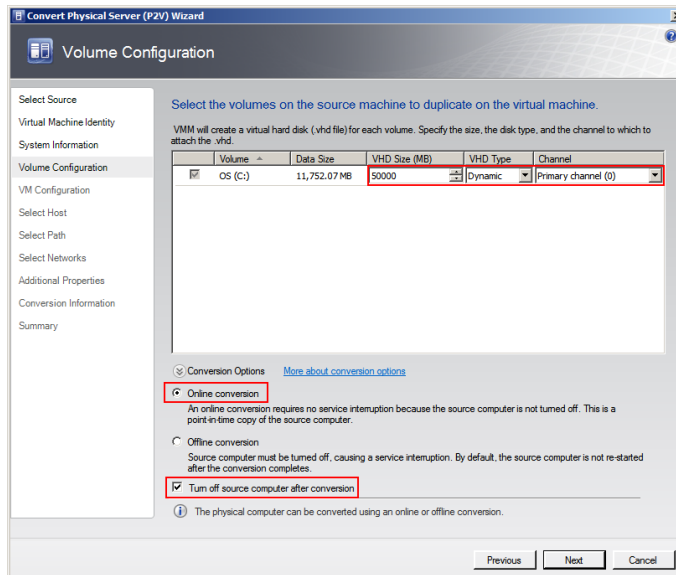 Convert Physical Server (P2V) Wizard
Volume Configuration
Select Source
Virtual Machine Identity
System Information
Volume Configuration
VM Configuration
Select Host
Select Path
Select Networks
Additional Properties
Conversion Information
Summary
Select the volumes on the source machine to duplicate on the virtual machine.
VMM will create a virtual hard disk (.vhd file) for each volume. Specify the size, the disk type, and the channel to which to
attach the .vhd.
Volume Data Size VHD Size (MB) VHD Type Channel
OS (C:) 11,752.07 MB 50000 Dynamic Primary channel (0)
Conversion Options More about conversion options
Online conversion
An online conversion requires no service interruption because the source computer is not turned off. This is a
point-in-time copy of the source computer.
Offline conversion
Source computer must be turned off, causing a service interruption. By default, the source computer is not re-started
after the conversion completes.
Turn off source computer after conversion
The physical computer can be converted using an online or offline conversion.
Previous Next Cancel